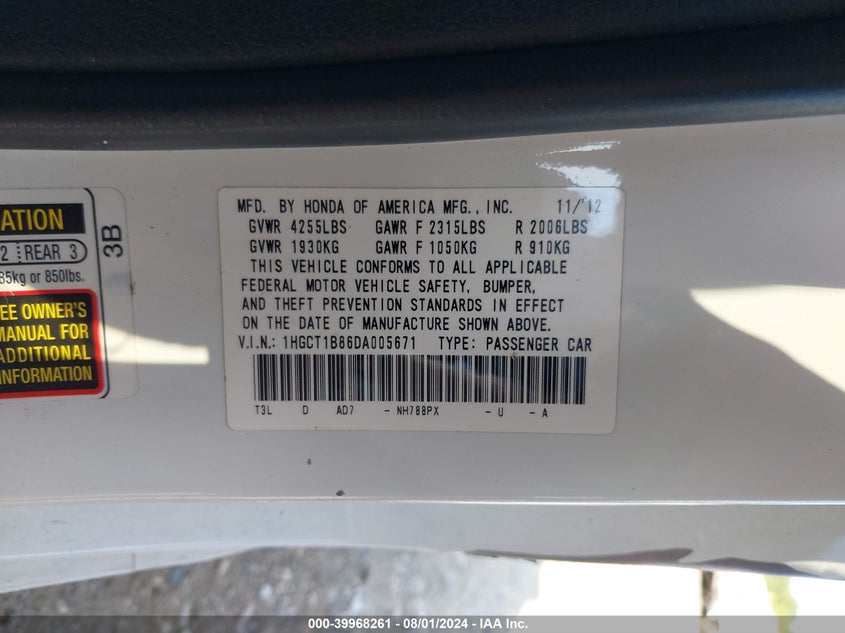 MFD. BY HONDA OF AMERICA MFG., INC. 11/'12
GVWR 4255LBS GAWR F 2315LBS R 2006LBS
GVWR 1930KG GAWR F 1050KG R 910KG
THIS VEHICLE CONFORMS TO ALL APPLICABLE
FEDERAL MOTOR VEHICLE SAFETY, BUMPER,
AND THEFT PREVENTION STANDARDS IN EFFECT
ON THE DATE OF MANUFACTURE SHOWN ABOVE.
V.I.N.: 1HGCT1B86DA005671 TYPE: PASSENGER CAR
T3L D AD7 - NH788PX - U - A
ATION
2 REAR 3
85kg or 850lbs.
EE OWNER'S
MANUAL FOR
ADDITIONAL
INFORMATION
3B
000-39968261 - 08/01/2024 - IAA Inc.